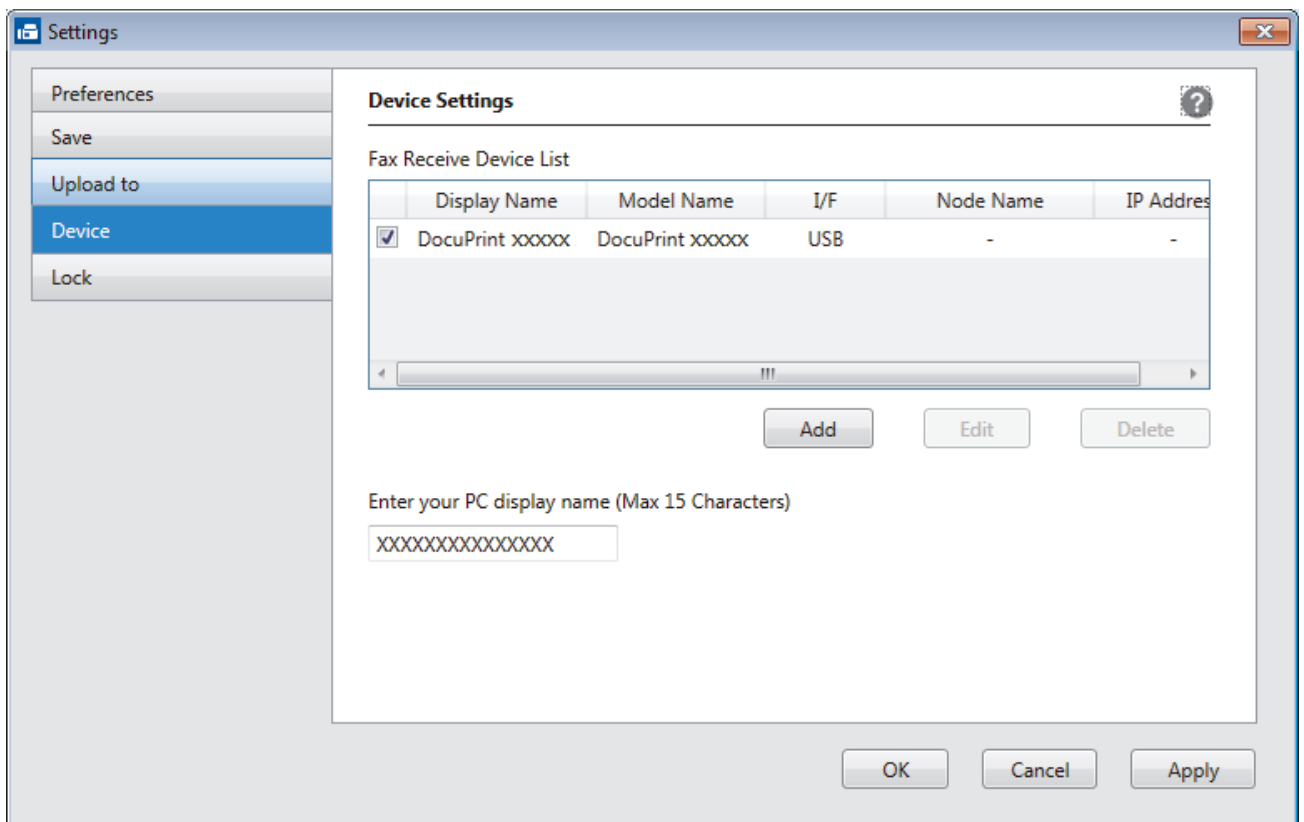 Settings
Preferences
Save
Upload to
Device
Lock
Device Settings
?
Fax Receive Device List
Display Name Model Name I/F Node Name IP Addres
DocuPrint XXXXX DocuPrint XXXXX USB - -
Add Edit Delete
Enter your PC display name (Max 15 Characters)
XXXXXXXXXXXXXXX
OK Cancel Apply